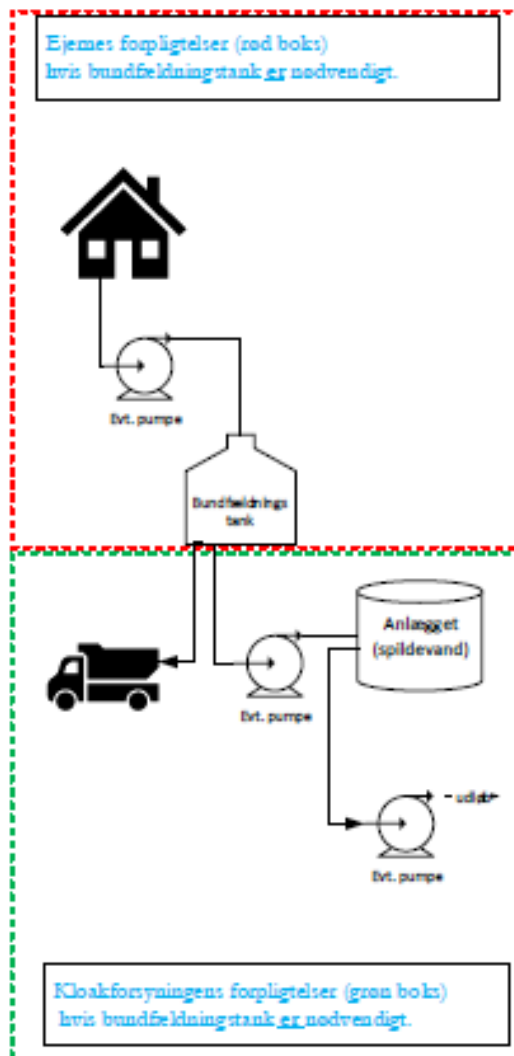 Ejernes forpligtelser (rød boks)
hvis bundfældningstank er nødvendigt.
Evt. pumpe
Bundfældnings
tank
Anlægget
(spildevand)
Evt. pumpe
udløb
Evt. pumpe
Kloakforsyningens forpligtelser (grøn boks)
hvis bundfældningstank er nødvendigt.